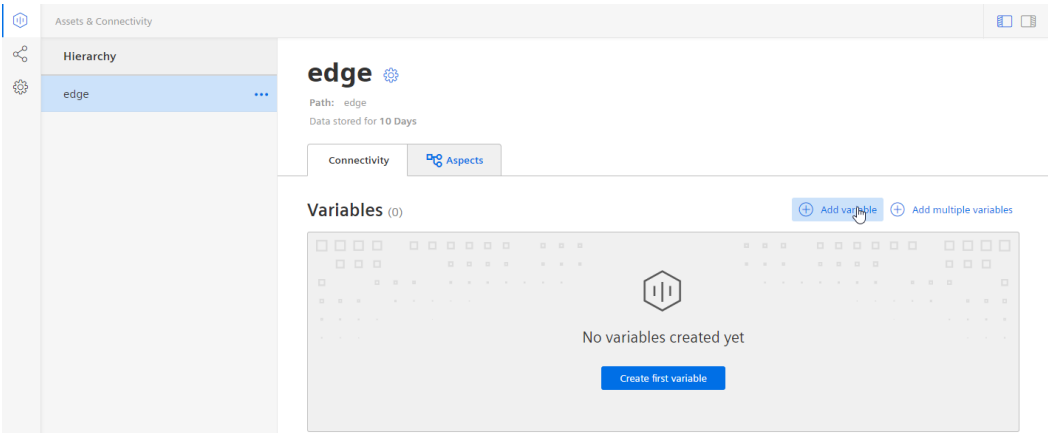 Assets & Connectivity
Hierarchy
edge
edge
Path: edge
Data stored for 10 Days
Connectivity
Aspects
Variables (0)
Add variable
Add multiple variables
No variables created yet
Create first variable